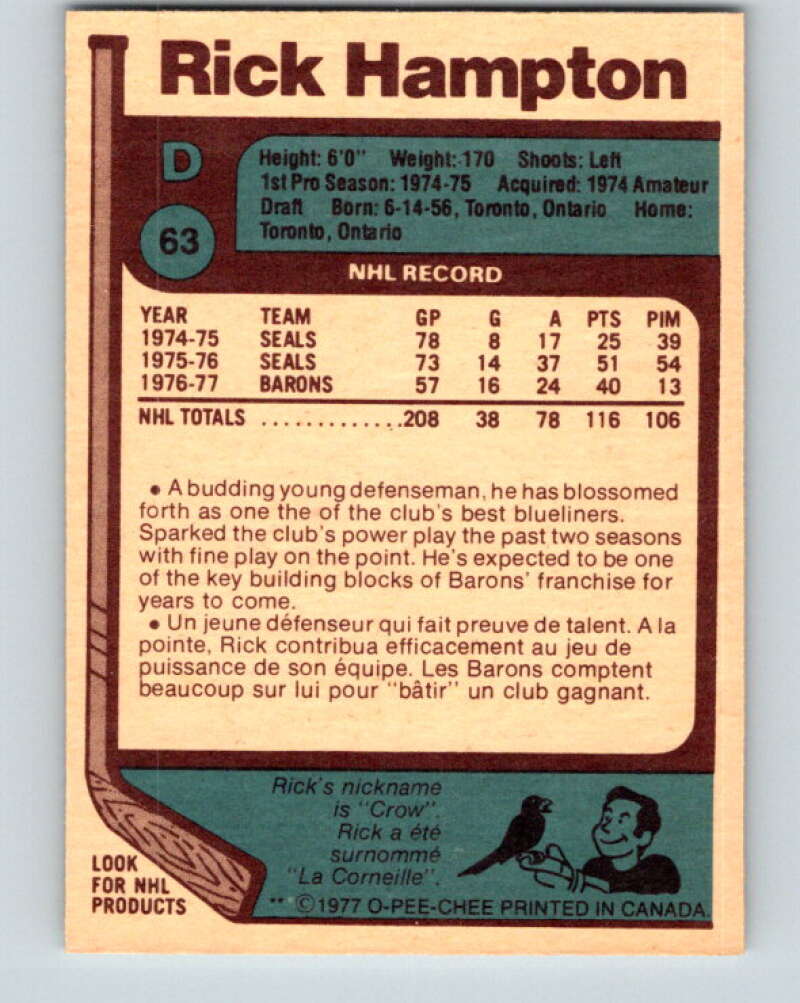 Rick Hampton
D
63
Height: 6'0" Weight: 170 Shoots: Left
1st Pro Season: 1974-75 Acquired: 1974 Amateur
Draft Born: 6-14-56, Toronto, Ontario Home:
Toronto, Ontario
NHL RECORD
YEAR TEAM GP G A PTS PIM
1974-75 SEALS 78 8 17 25 39
1975-76 SEALS 73 14 37 51 54
1976-77 BARONS 57 16 24 40 13
NHL TOTALS .............208 38 78 116 106
• A budding young defenseman, he has blossomed
forth as one the of the club's best blueliners.
Sparked the club's power play the past two seasons
with fine play on the point. He's expected to be one
of the key building blocks of Barons' franchise for
years to come.
• Un jeune défenseur qui fait preuve de talent. A la
pointe, Rick contribua efficacement au jeu de
puissance de son équipe. Les Barons comptent
beaucoup sur lui pour "bâtir" un club gagnant.
Rick's nickname
is "Crow".
Rick a été
surnommé
"La Corneille".
LOOK
FOR NHL
PRODUCTS
** ©1977 O-PEE-CHEE PRINTED IN CANADA.